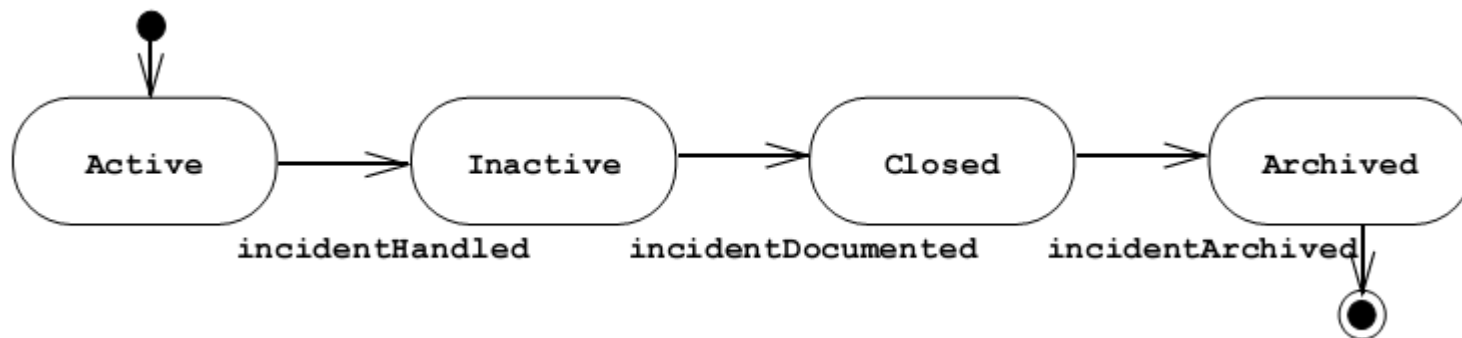 Active
Inactive
Closed
Archived
incidentHandled
incidentDocumented
incidentArchived